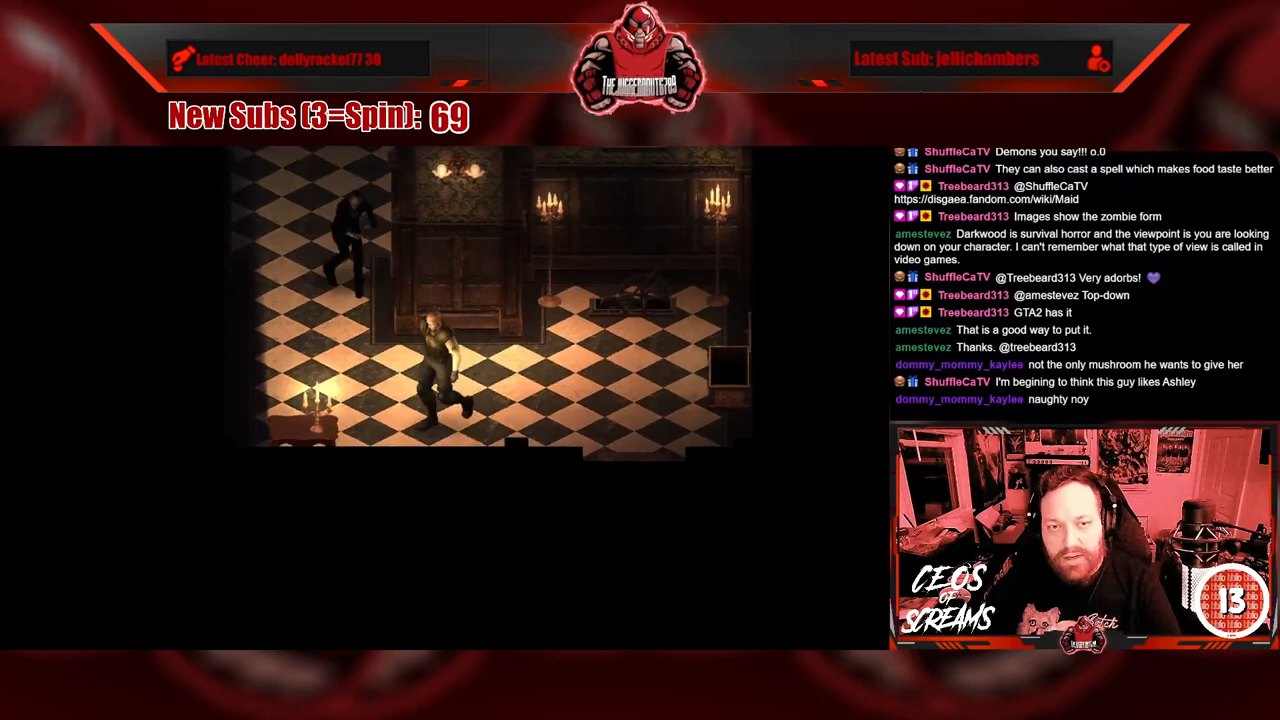 Latest Cheer: dollyrocket77 30
THEJUGGERNAUT6789
Latest Sub: jellichambers
New Subs (3=Spin): 69
ShuffleCaTV Demons you say!!! o.0
ShuffleCaTV They can also cast a spell which makes food taste better
Treebeard313 @ShuffleCaTV
https://disgaea.fandom.com/wiki/Maid
Treebeard313 Images show the zombie form
amestevez Darkwood is survival horror and the viewpoint is you are looking
down on your character. I can't remember what that type of view is called in
video games.
ShuffleCaTV @Treebeard313 Very adorbs!
Treebeard313 @amestevez Top-down
Treebeard313 GTA2 has it
amestevez That is a good way to put it.
amestevez Thanks. @treebeard313
dommy_mommy_kaylee not the only mushroom he wants to give her
ShuffleCaTV I'm begining to think this guy likes Ashley
dommy_mommy_kaylee naughty noy
CEOS
OF
SCREAMS
13